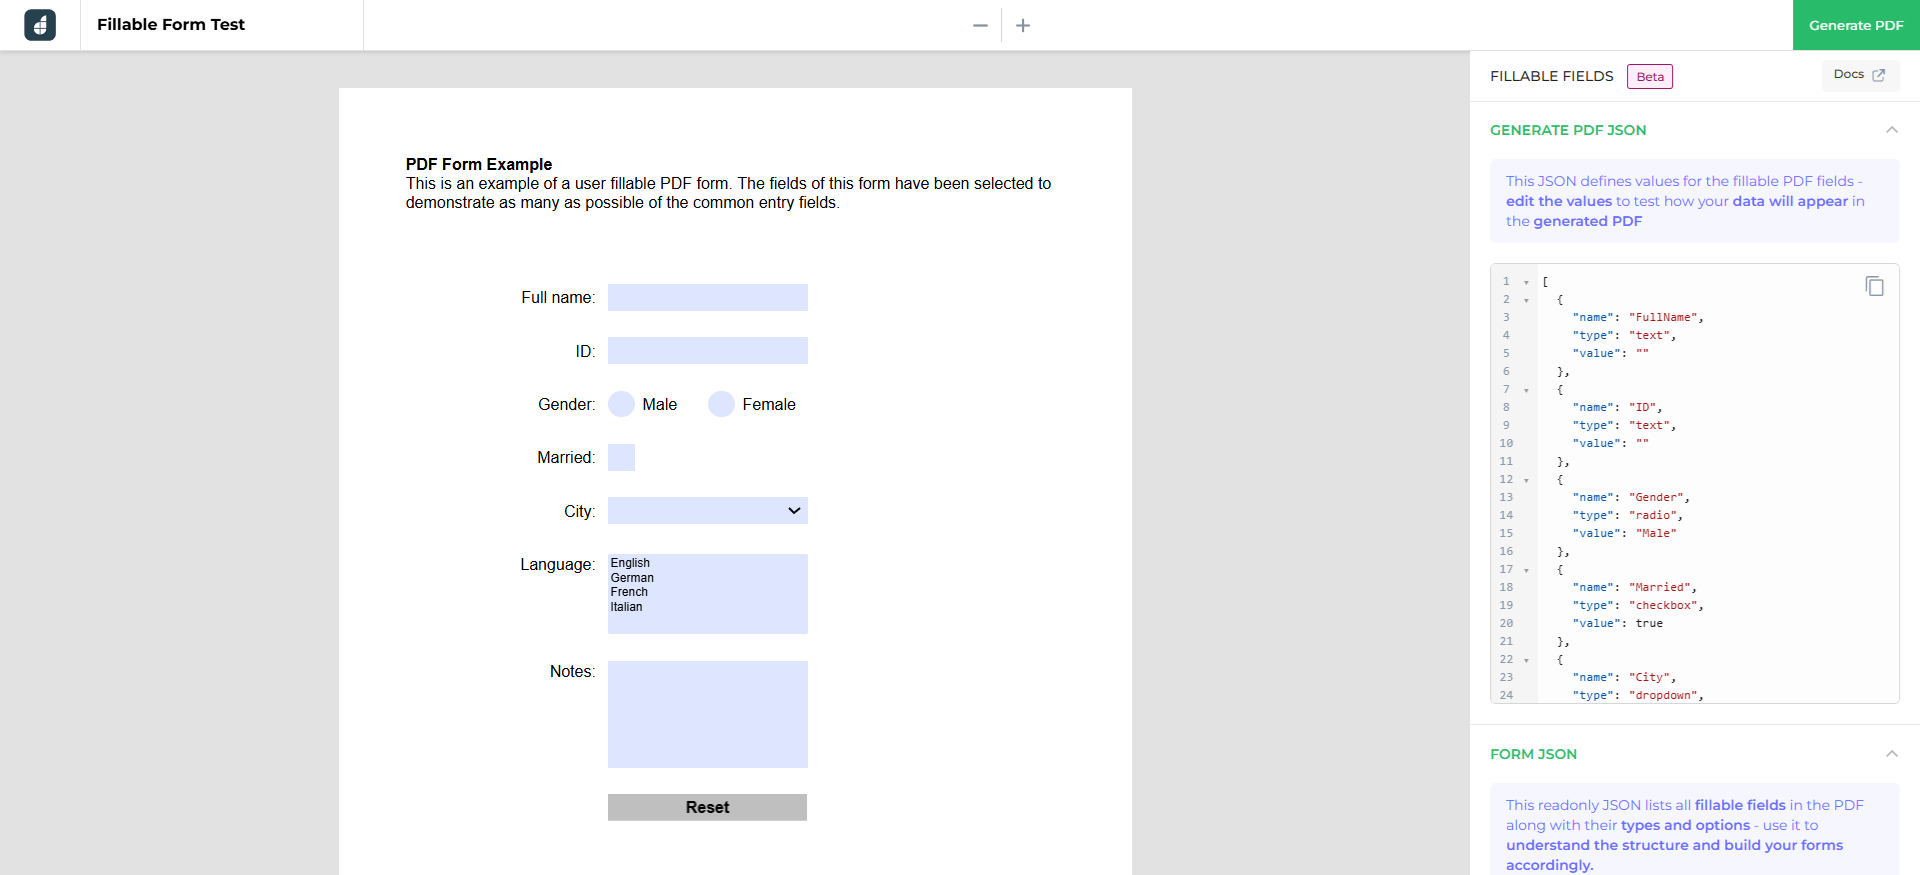 Fillable Form Test
Generate PDF
PDF Form Example
This is an example of a user fillable PDF form. The fields of this form have been selected to
demonstrate as many as possible of the common entry fields.
Full name:
ID:
Gender: Male Female
Married:
City:
Language: English
German
French
Italian
Notes:
Reset
FILLABLE FIELDS Beta Docs
GENERATE PDF JSON
This JSON defines values for the fillable PDF fields -
edit the values to test how your data will appear in
the generated PDF
1 [
2 {
3 "name": "FullName",
4 "type": "text",
5 "value": ""
6 },
7 {
8 "name": "ID",
9 "type": "text",
10 "value": ""
11 },
12 {
13 "name": "Gender",
14 "type": "radio",
15 "value": "Male"
16 },
17 {
18 "name": "Married",
19 "type": "checkbox",
20 "value": true
21 },
22 {
23 "name": "City",
24 "type": "dropdown",
FORM JSON
This readonly JSON lists all fillable fields in the PDF
along with their types and options - use it to
understand the structure and build your forms
accordingly.